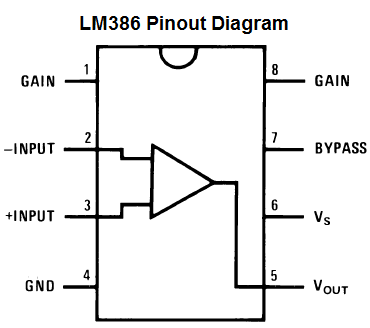 LM386 Pinout Diagram
1 8
GAIN GAIN
2 7
−INPUT BYPASS
3 6
+INPUT VS
4 5
GND VOUT